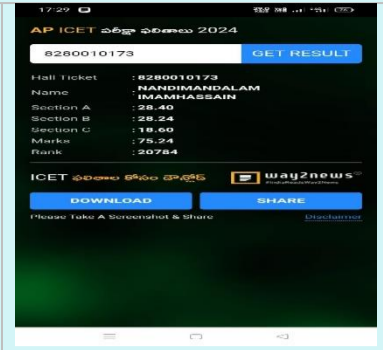 17:29
AP ICET పరీక్షా ఫలితాలు 2024
8280010173 GET RESULT
Hall Ticket : 8280010173
Name : NANDIMANDALAM
IMAMHASSAIN
Section A : 28.40
Section B : 28.24
Section C : 18.60
Marks : 75.24
Rank : 20784
ICET ఫలితాల కోసం డౌన్లోడ్ way2news
DOWNLOAD SHARE
Please Take A Screenshot & Share Disclaimer